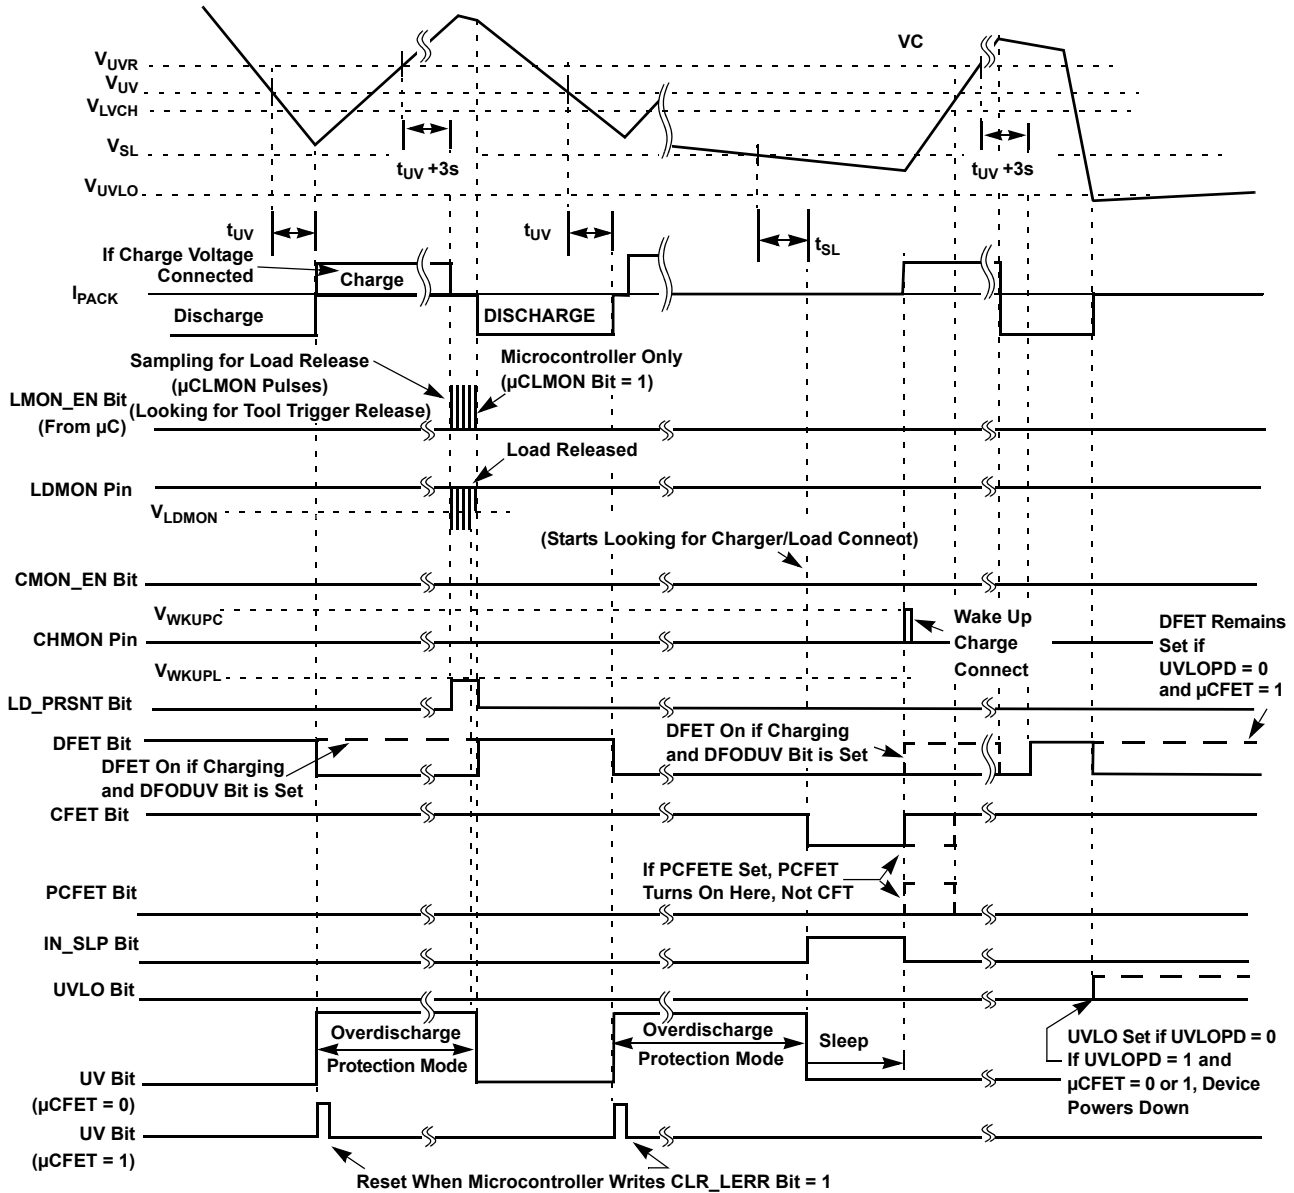 VC
VUVR
VUV
VLVCH
VSL
VUVLO
tUV +3s
tUV +3s
tUV
tUV
tSL
If Charge Voltage
Connected
Charge
IPACK
Discharge
DISCHARGE
Sampling for Load Release
(µCLMON Pulses)
(Looking for Tool Trigger Release)
Microcontroller Only
(µCLMON Bit = 1)
LMON_EN Bit
(From µC)
Load Released
LDMON Pin
VLDMON
(Starts Looking for Charger/Load Connect)
CMON_EN Bit
VWKUPC
CHMON Pin
Wake Up
Charge
Connect
DFET Remains
Set if
UVLOPD = 0
and µCFET = 1
VWKUPL
LD_PRSNT Bit
DFET Bit
DFET On if Charging
and DFODUV Bit is Set
DFET On if Charging
and DFODUV Bit is Set
CFET Bit
If PCFETE Set, PCFET
Turns On Here, Not CFT
PCFET Bit
IN_SLP Bit
UVLO Bit
Overdischarge
Protection Mode
Overdischarge
Protection Mode
Sleep
UVLO Set if UVLOPD = 0
If UVLOPD = 1 and
µCFET = 0 or 1, Device
Powers Down
UV Bit
(µCFET = 0)
UV Bit
(µCFET = 1)
Reset When Microcontroller Writes CLR_LERR Bit = 1